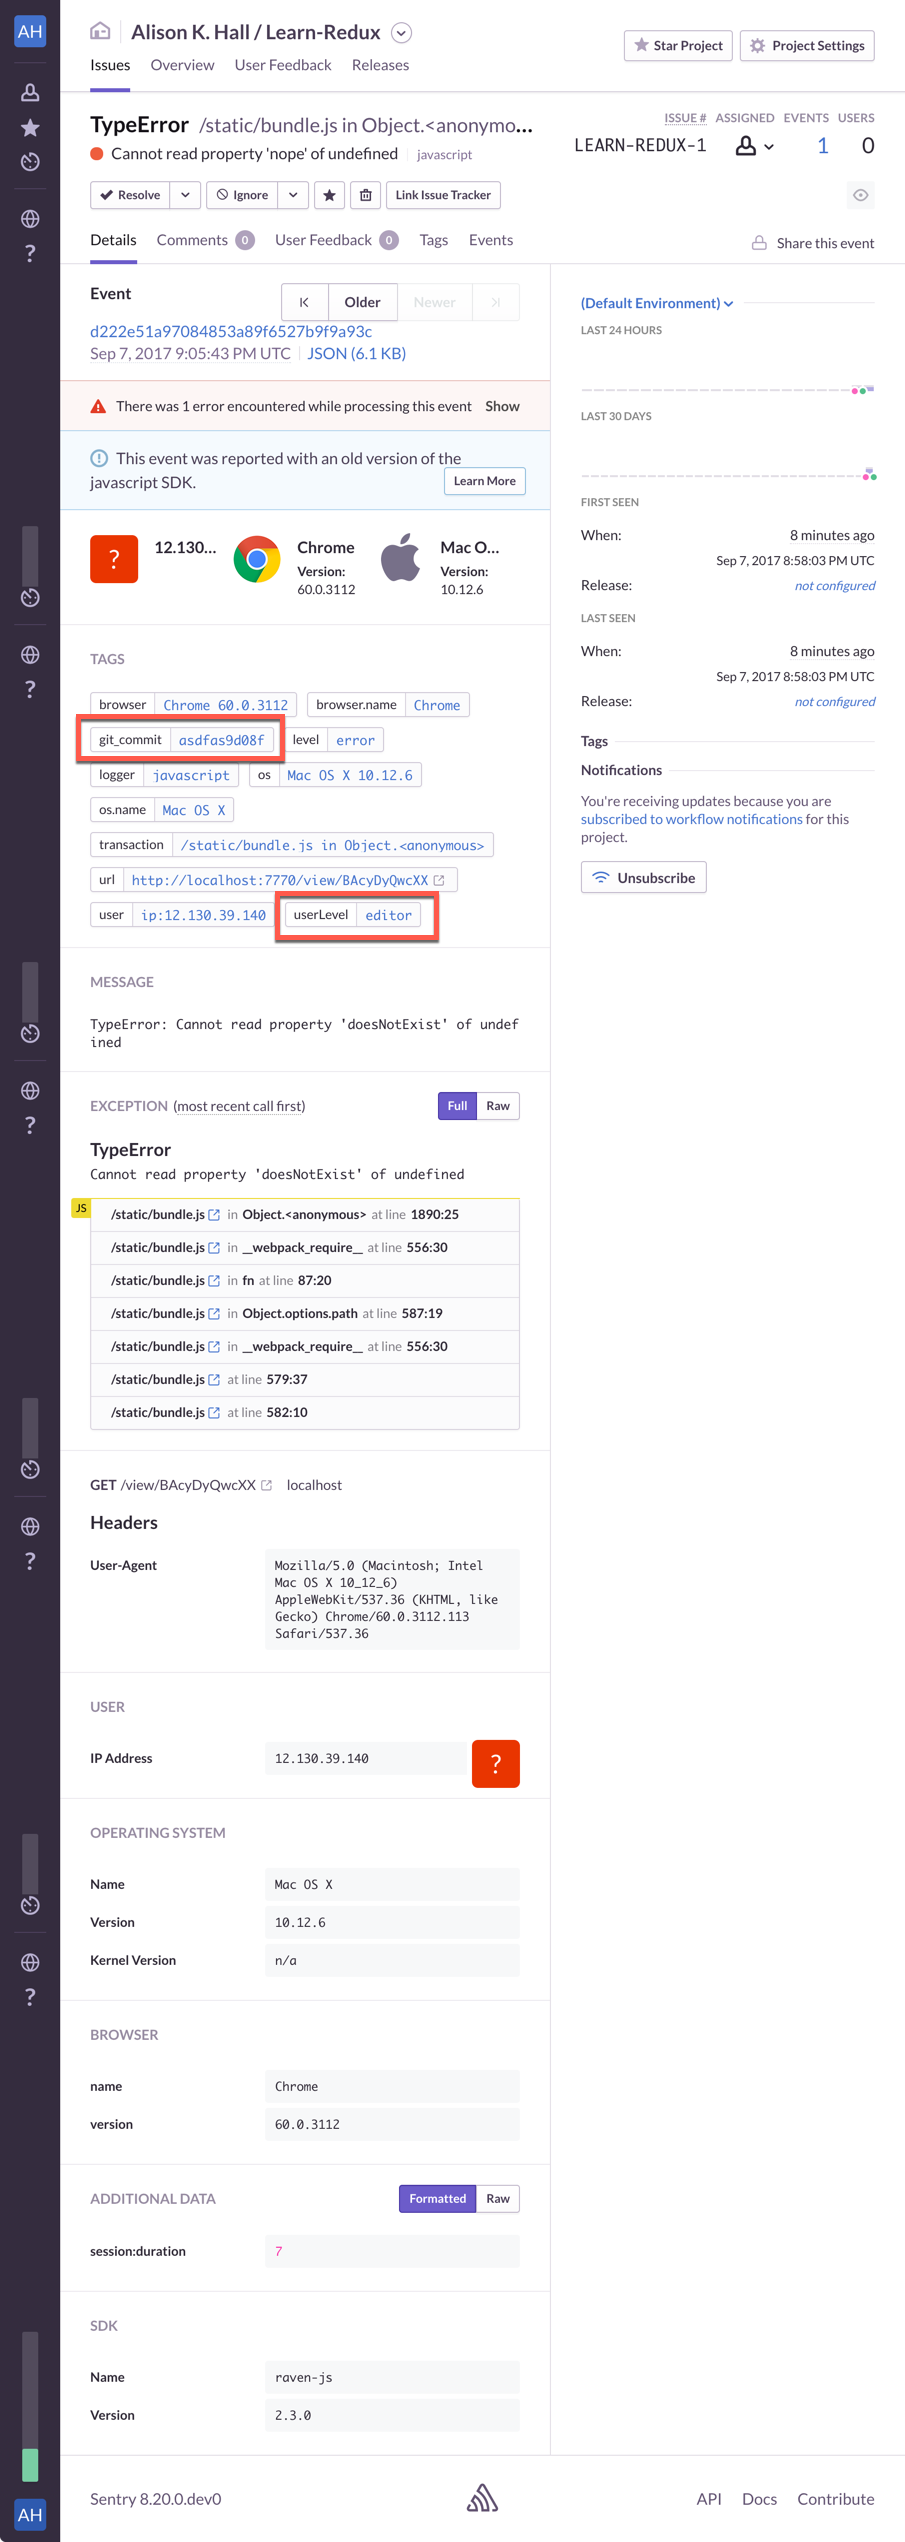 AH
Alison K. Hall / Learn-Redux
Star Project
Project Settings
Issues Overview User Feedback Releases
TypeError /static/bundle.js in Object.<anonymo...
ISSUE # ASSIGNED EVENTS USERS
LEARN-REDUX-1 1 0
Cannot read property 'nope' of undefined javascript
Resolve Ignore Link Issue Tracker
Details Comments 0 User Feedback 0 Tags Events
Share this event
Event
Older Newer
d222e51a97084853a89f6527b9f9a93c
Sep 7, 2017 9:05:43 PM UTC JSON (6.1 KB)
There was 1 error encountered while processing this event Show
This event was reported with an old version of the
javascript SDK.
Learn More
? 12.130...
Chrome
Version:
60.0.3112
Mac O...
Version:
10.12.6
TAGS
browser Chrome 60.0.3112 browser.name Chrome
git_commit asdfas9d08f level error
logger javascript os Mac OS X 10.12.6
os.name Mac OS X
transaction /static/bundle.js in Object.<anonymous>
url http://localhost:7770/view/BAcyDyQwcXX
user ip:12.130.39.140 userLevel editor
MESSAGE
TypeError: Cannot read property 'doesNotExist' of undef
ined
EXCEPTION (most recent call first)
Full Raw
TypeError
Cannot read property 'doesNotExist' of undefined
JS
/static/bundle.js in Object.<anonymous> at line 1890:25
/static/bundle.js in __webpack_require__ at line 556:30
/static/bundle.js in fn at line 87:20
/static/bundle.js in Object.options.path at line 587:19
/static/bundle.js in __webpack_require__ at line 556:30
/static/bundle.js at line 579:37
/static/bundle.js at line 582:10
GET /view/BAcyDyQwcXX localhost
Headers
User-Agent
Mozilla/5.0 (Macintosh; Intel
Mac OS X 10_12_6)
AppleWebKit/537.36 (KHTML, like
Gecko) Chrome/60.0.3112.113
Safari/537.36
USER
IP Address 12.130.39.140 ?
OPERATING SYSTEM
Name Mac OS X
Version 10.12.6
Kernel Version n/a
BROWSER
name Chrome
version 60.0.3112
ADDITIONAL DATA
Formatted Raw
session:duration 7
SDK
Name raven-js
Version 2.3.0
(Default Environment)
LAST 24 HOURS
LAST 30 DAYS
FIRST SEEN
When: 8 minutes ago
Sep 7, 2017 8:58:03 PM UTC
Release: not configured
LAST SEEN
When: 8 minutes ago
Sep 7, 2017 8:58:03 PM UTC
Release: not configured
Tags
Notifications
You're receiving updates because you are
subscribed to workflow notifications for this
project.
Unsubscribe
AH
Sentry 8.20.0.dev0
API Docs Contribute